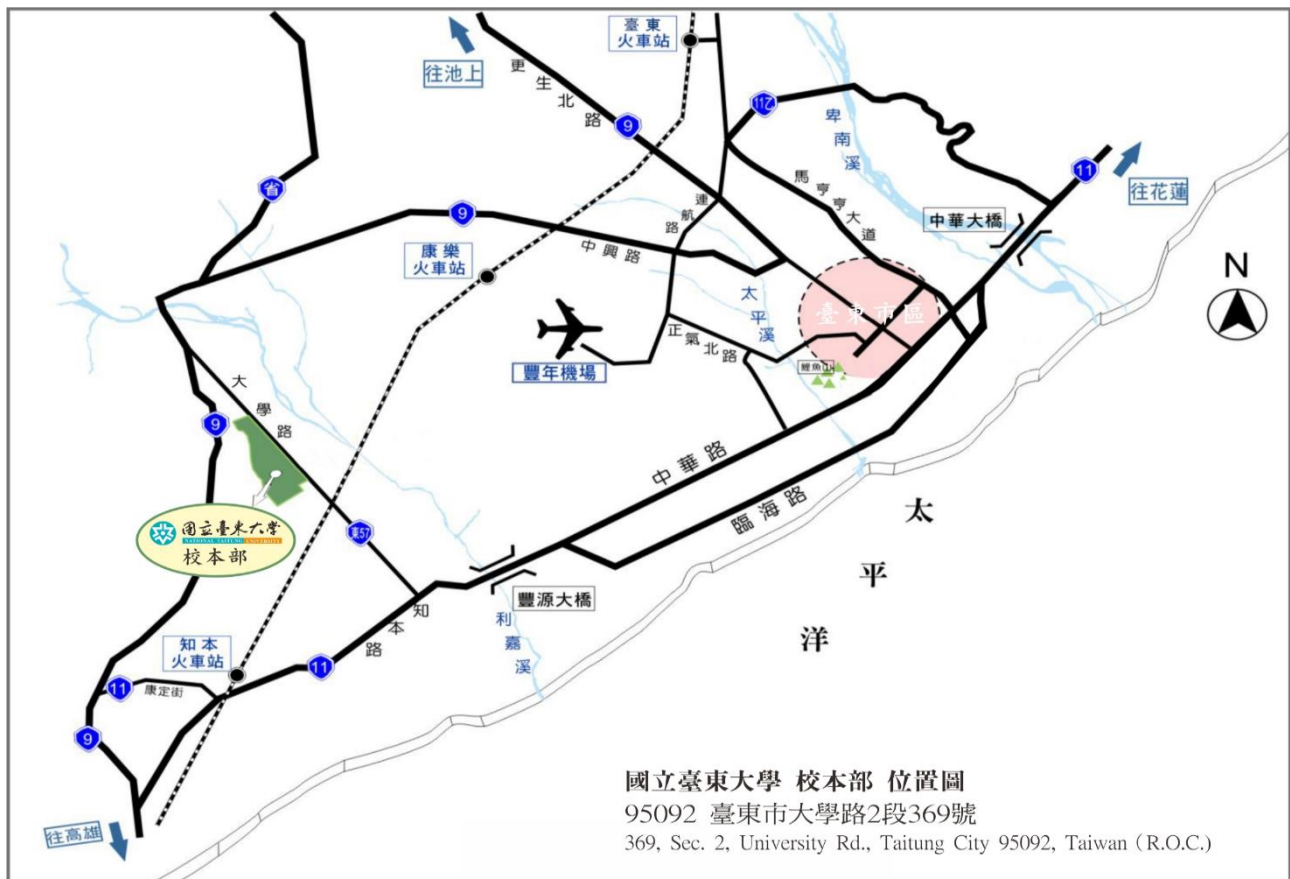 臺東
火車站
往池上
更生北路
9
11乙
卑南溪
11
往花蓮
省
馬亨亨大道
中華大橋
連航路
9
中興路
康樂
火車站
N
太平溪
臺東市區
正氣北路
豐年機場
鯉魚山
大學路
9
中華路
臨海路
太平洋
國立臺東大學
NATIONAL TAITUNG UNIVERSITY
校本部
東57
豐源大橋
知本路
利嘉溪
知本
火車站
11
11
康定街
9
往高雄
國立臺東大學 校本部 位置圖
95092 臺東市大學路2段369號
369, Sec. 2, University Rd., Taitung City 95092, Taiwan (R.O.C.)